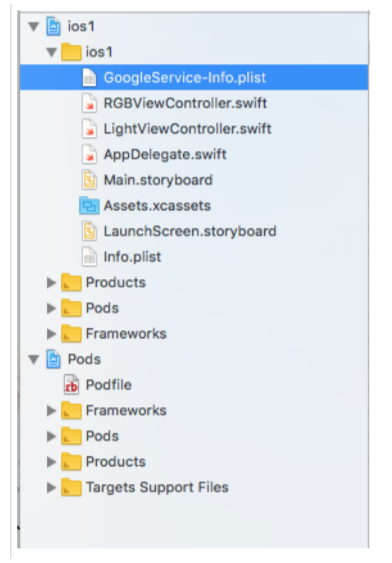 ios1
ios1
GoogleService-Info.plist
RGBViewController.swift
LightViewController.swift
AppDelegate.swift
Main.storyboard
Assets.xcassets
LaunchScreen.storyboard
Info.plist
Products
Pods
Frameworks
Pods
rb Podfile
Frameworks
Pods
Products
Targets Support Files